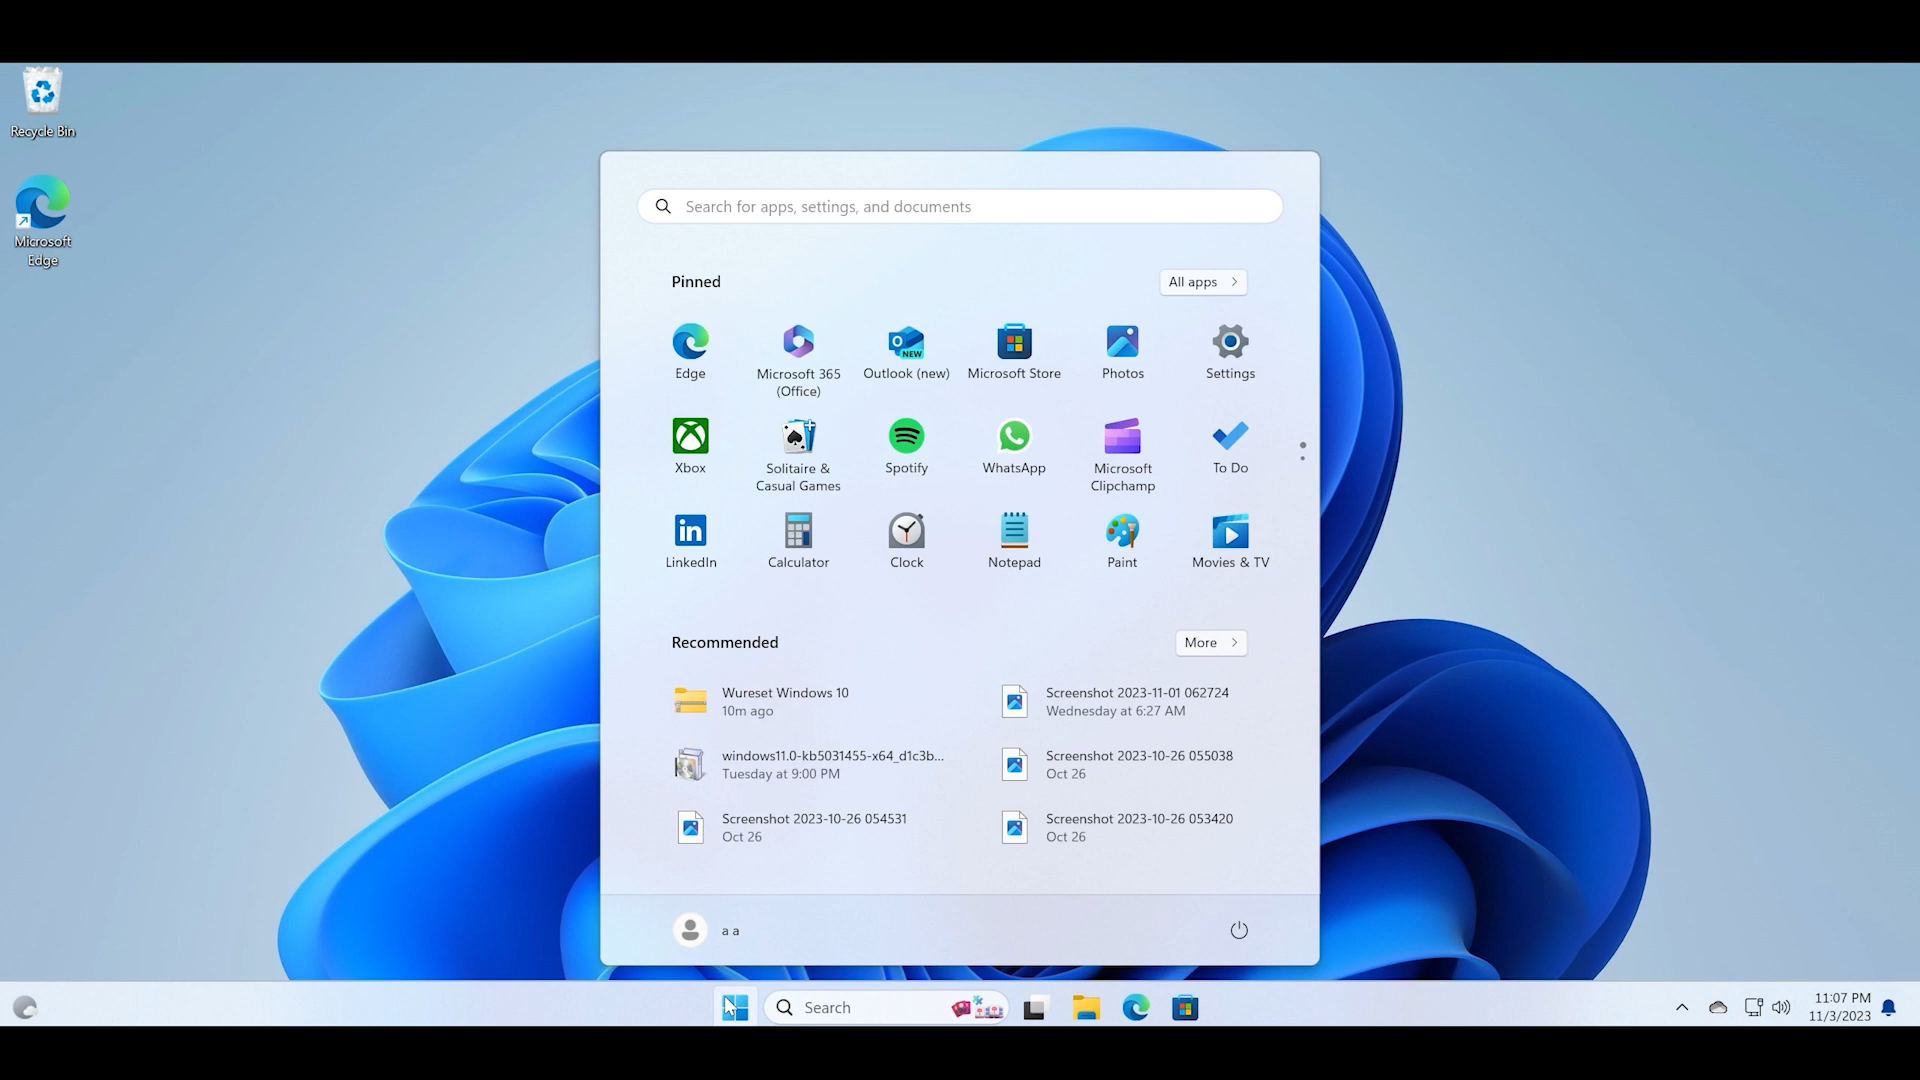 Recycle Bin
Microsoft
Edge
Search for apps, settings, and documents
Pinned
All apps
Edge
Microsoft 365
(Office)
Outlook (new)
NEW
Microsoft Store
Photos
Settings
Xbox
Solitaire &
Casual Games
Spotify
WhatsApp
Microsoft
Clipchamp
To Do
in
LinkedIn
Calculator
Clock
Notepad
Paint
Movies & TV
Recommended
More
Wureset Windows 10
10m ago
Screenshot 2023-11-01 062724
Wednesday at 6:27 AM
windows11.0-kb5031455-x64_d1c3b...
Tuesday at 9:00 PM
Screenshot 2023-10-26 055038
Oct 26
Screenshot 2023-10-26 054531
Oct 26
Screenshot 2023-10-26 053420
Oct 26
a a
Search
11:07 PM
11/3/2023